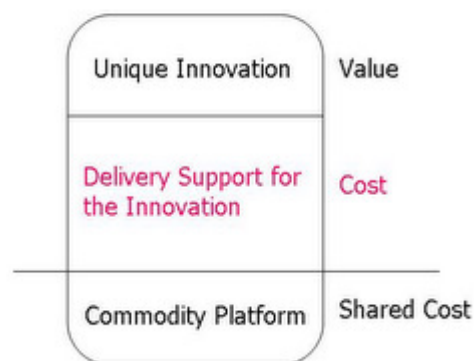 Unique Innovation Value
Delivery Support for
the Innovation
Cost
Commodity Platform Shared Cost